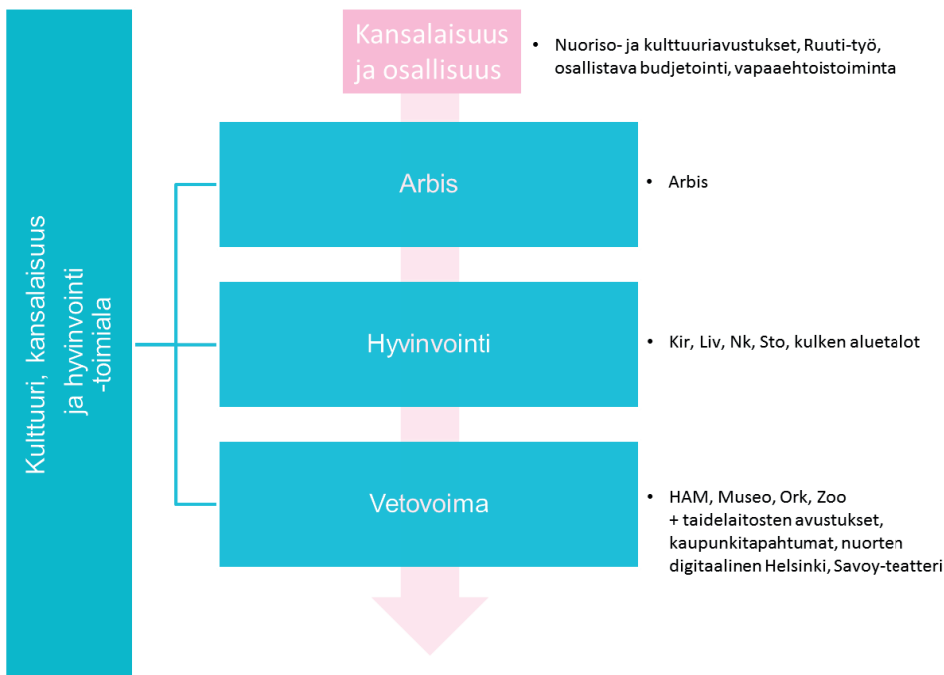 Kulttuuri, kansalaisuus
ja hyvinvointi
-toimiala
Kansalaisuus
ja osallisuus
• Nuoriso- ja kulttuuriavustukset, Ruuti-työ,
osallistava budjetointi, vapaaehtoistoiminta
Arbis
• Arbis
Hyvinvointi
• Kir, Liv, Nk, Sto, kulken aluetalot
Vetovoima
• HAM, Museo, Ork, Zoo
+ taidelaitosten avustukset,
kaupunkitapahtumat, nuorten
digitaalinen Helsinki, Savoy-teatteri